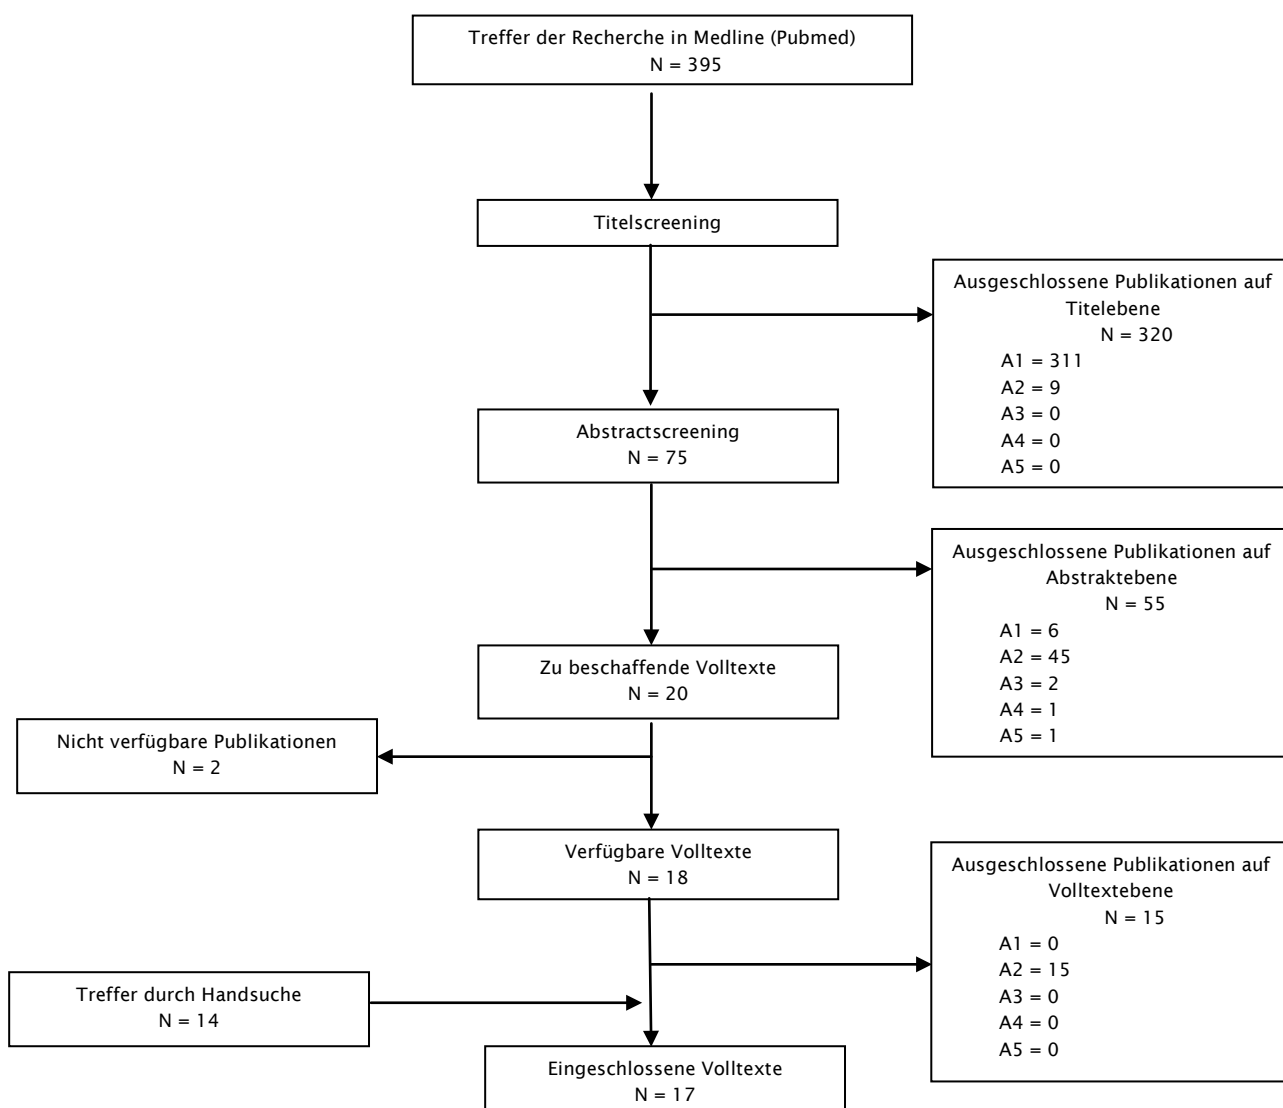 Treffer der Recherche in Medline (Pubmed)
N = 395
Titelscreening
Ausgeschlossene Publikationen auf
Titelebene
N = 320
A1 = 311
A2 = 9
A3 = 0
A4 = 0
A5 = 0
Abstractscreening
N = 75
Ausgeschlossene Publikationen auf
Abstraktebene
N = 55
A1 = 6
A2 = 45
A3 = 2
A4 = 1
A5 = 1
Zu beschaffende Volltexte
N = 20
Nicht verfügbare Publikationen
N = 2
Verfügbare Volltexte
N = 18
Ausgeschlossene Publikationen auf
Volltextebene
N = 15
A1 = 0
A2 = 15
A3 = 0
A4 = 0
A5 = 0
Treffer durch Handsuche
N = 14
Eingeschlossene Volltexte
N = 17